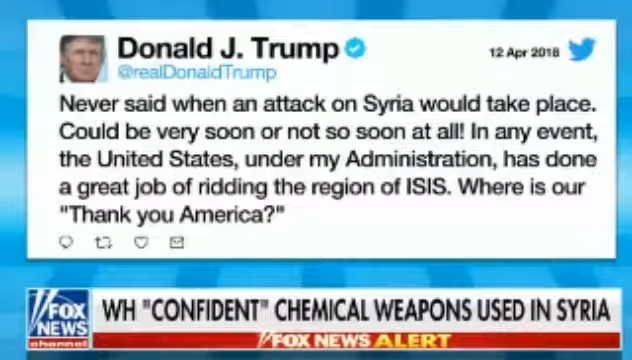 Donald J. Trump
12 Apr 2018
@realDonaldTrump
Never said when an attack on Syria would take place.
Could be very soon or not so soon at all! In any event,
the United States, under my Administration, has done
a great job of ridding the region of ISIS. Where is our
"Thank you America?"
FOX
NEWS
channel
WH "CONFIDENT" CHEMICAL WEAPONS USED IN SYRIA
FOX NEWS ALERT